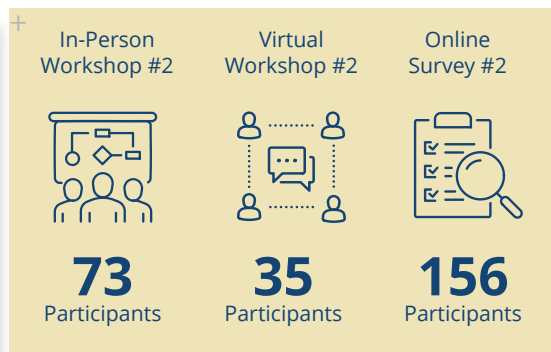 In-Person
Workshop #2
73
Participants
Virtual
Workshop #2
35
Participants
Online
Survey #2
156
Participants